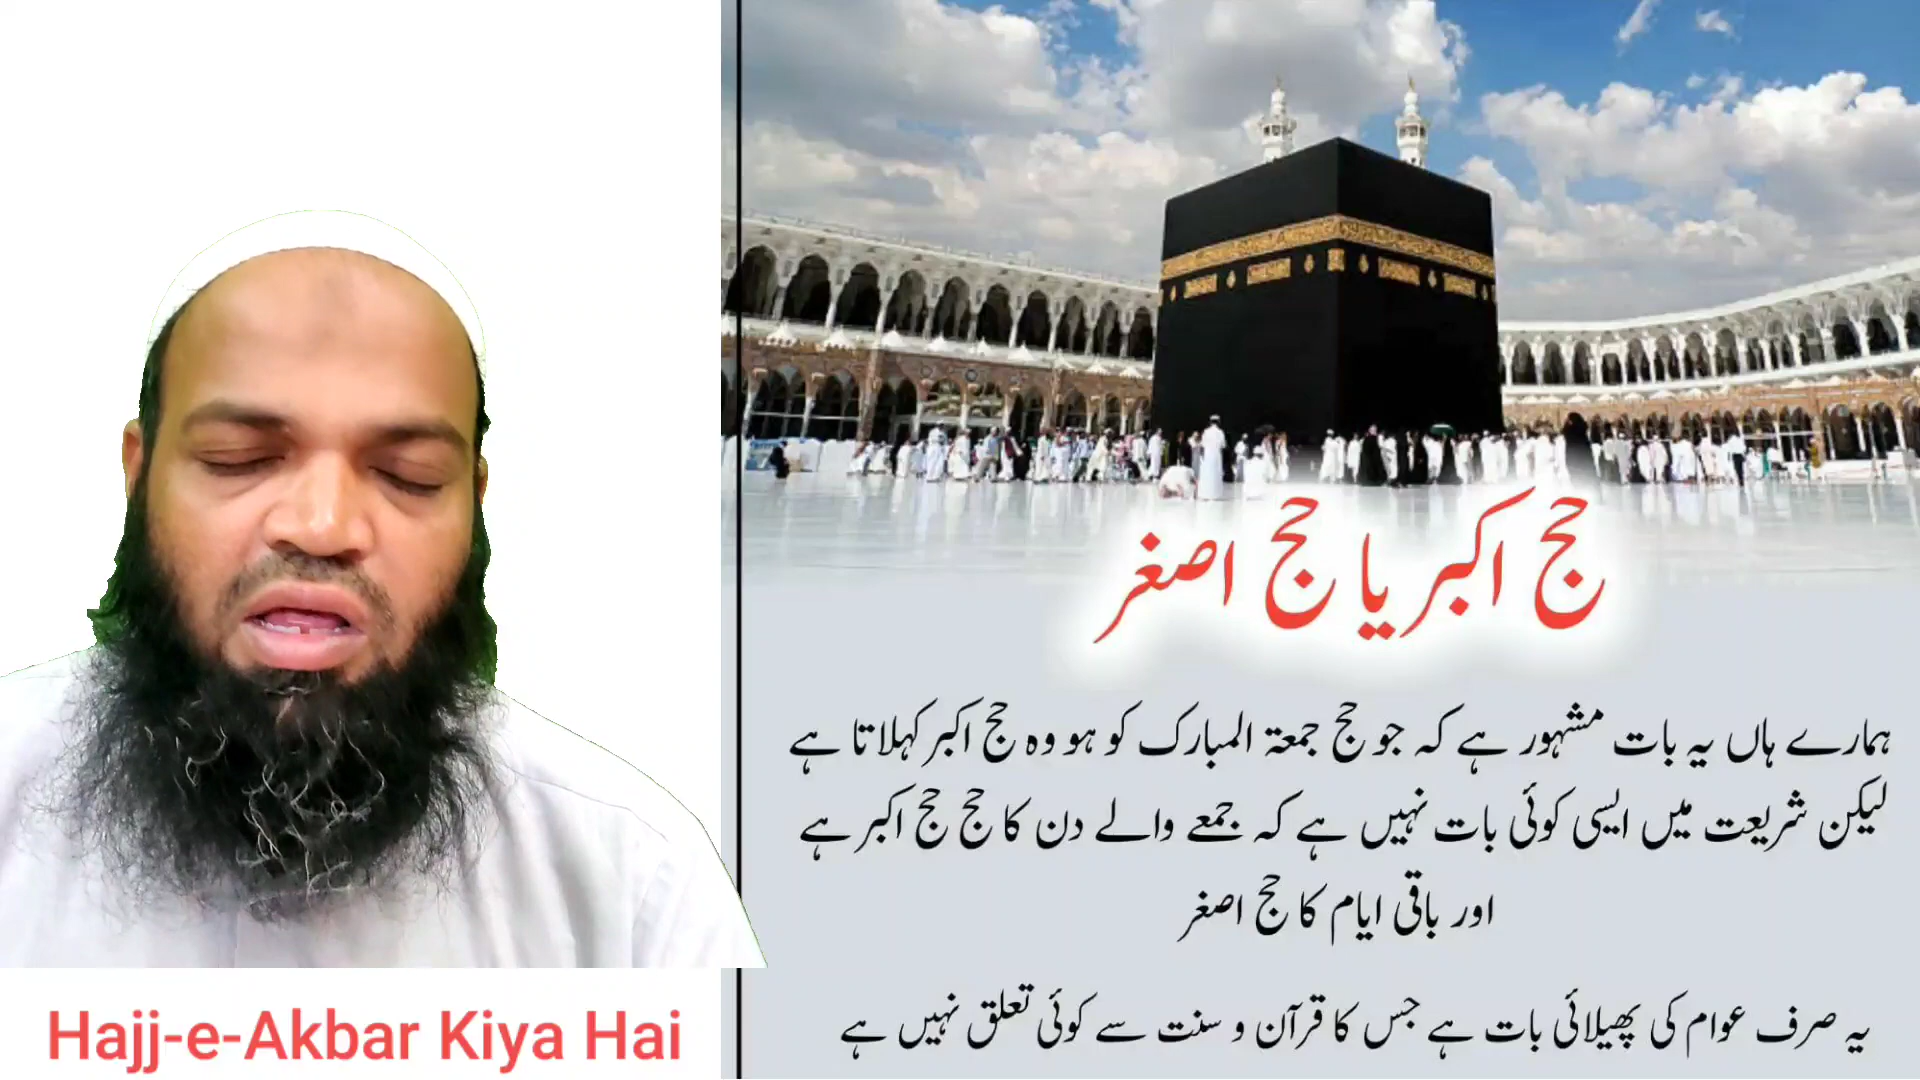 حج اکبر یا حج اصغر
ہمارے ہاں یہ بات مشہور ہے کہ جو حج جمعۃ المبارک کو ہو وہ حج اکبر کہلاتا ہے
لیکن شریعت میں ایسی کوئی بات نہیں ہے کہ جمعے والے دن کا حج حج اکبر ہے
اور باقی ایام کا حج اصغر
یہ صرف عوام کی پھیلائی بات ہے جس کا قرآن و سنت سے کوئی تعلق نہیں ہے
Hajj-e-Akbar Kiya Hai